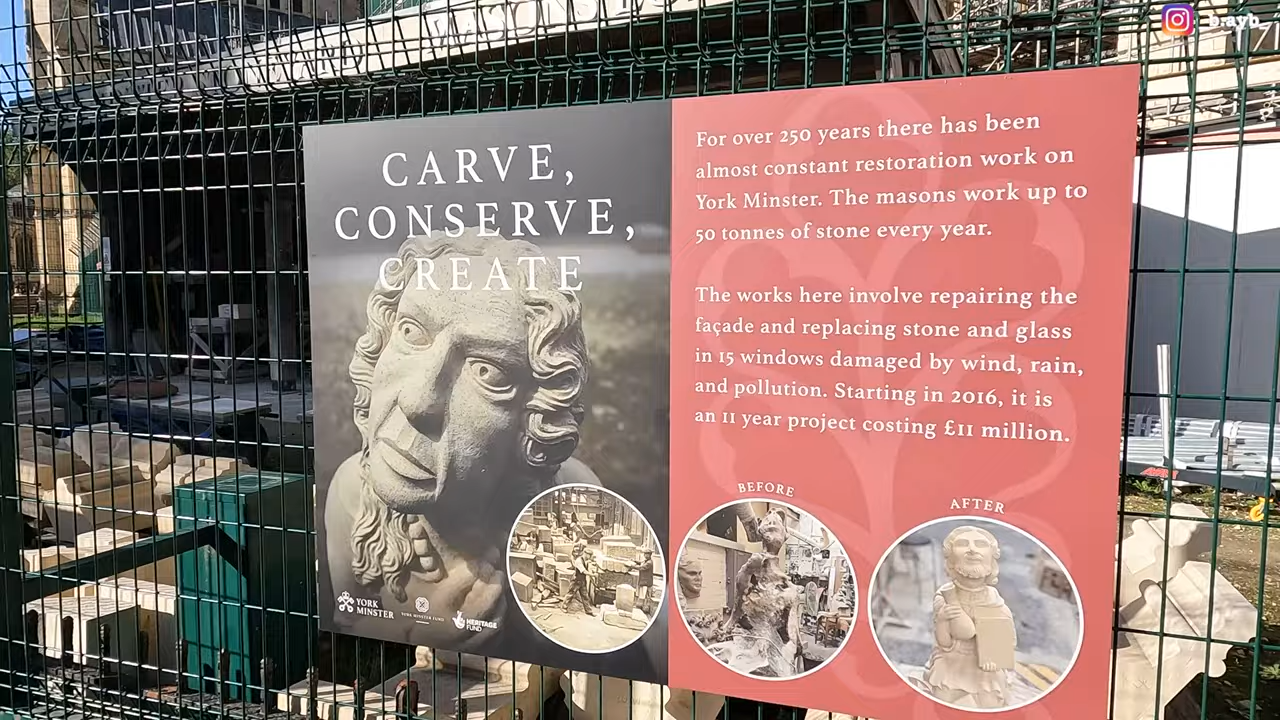 b.ayb_7
CARVE,
CONSERVE,
CREATE
YORK
MINSTER
YORK MINSTER FUND
HERITAGE
FUND
For over 250 years there has been
almost constant restoration work on
York Minster. The masons work up to
50 tonnes of stone every year.
The works here involve repairing the
façade and replacing stone and glass
in 15 windows damaged by wind, rain,
and pollution. Starting in 2016, it is
an 11 year project costing £11 million.
BEFORE
AFTER